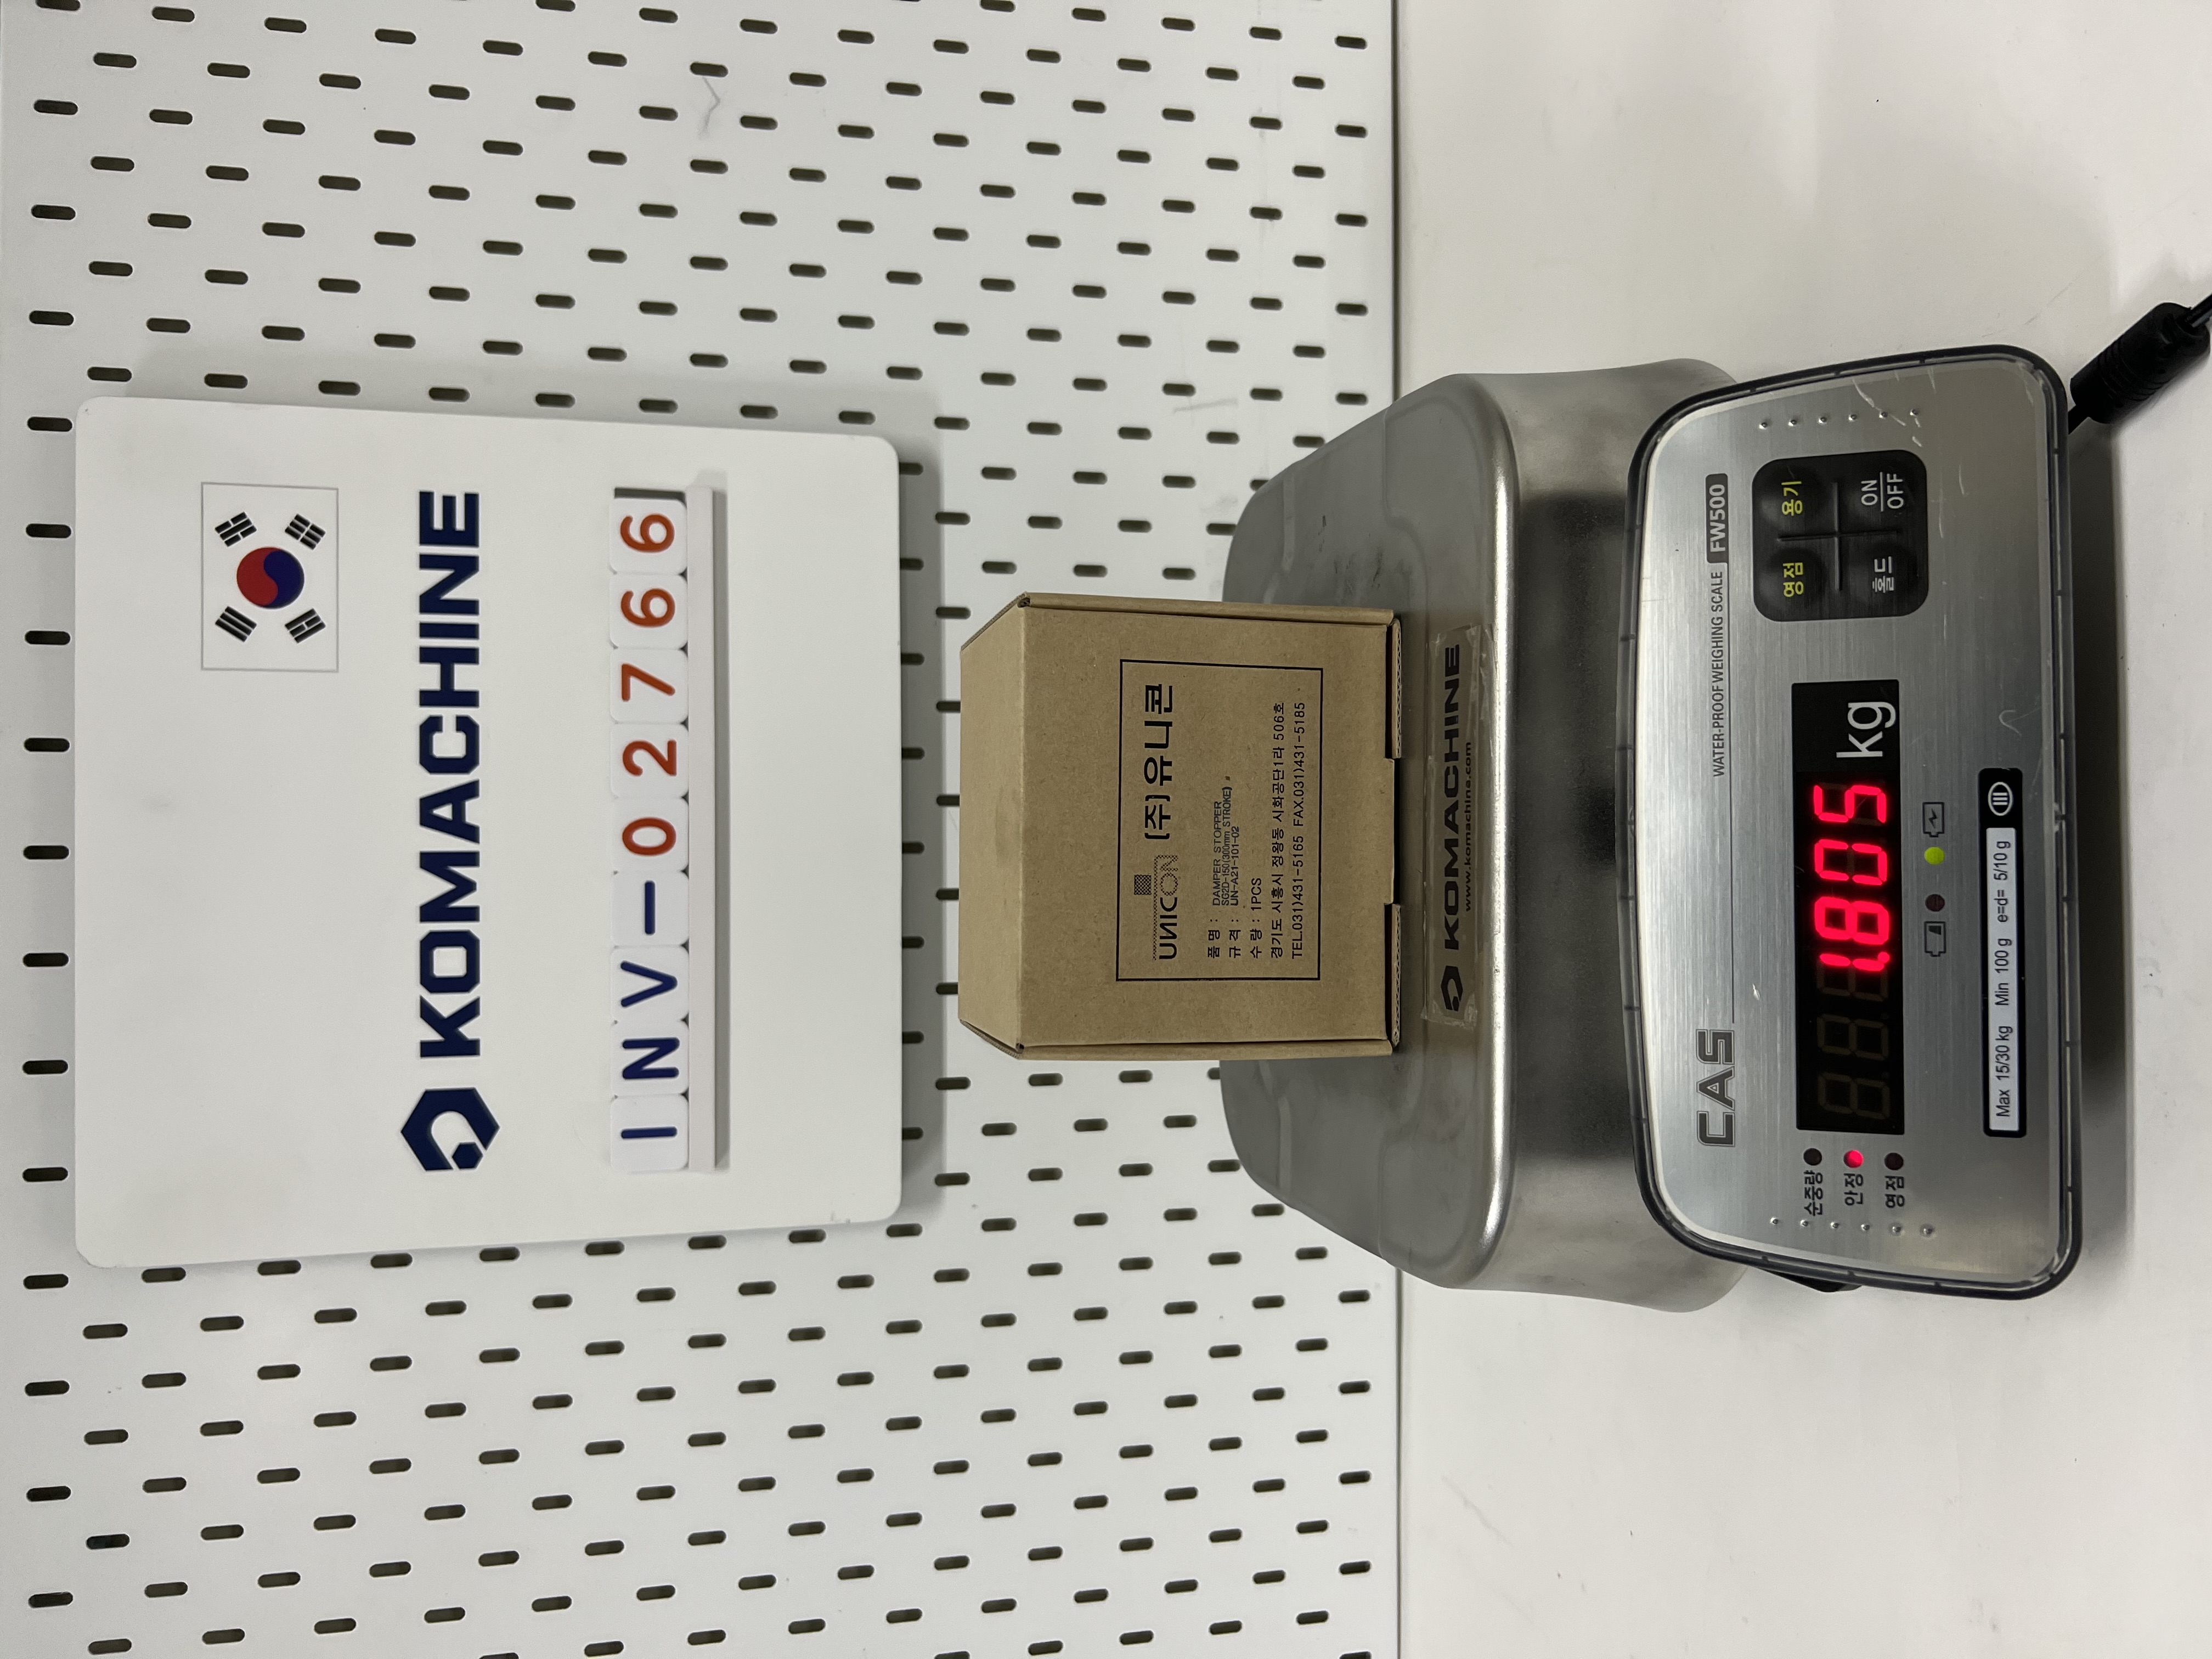 KOMACHINE
INV-02766
UNICON (주)유니콘
품 명 : DAMPER STOPPER
SG2D-150(300mm STROKE)
규 격 : UN-A21-101-02
수 량 : 1PCS
경기도 시흥시 정왕동 시화공단1라 506호
TEL.031)431-5165 FAX.031)431-5185
KOMACHINE
www.komachine.com
CAS
WATER-PROOF WEIGHING SCALE FW500
순중량
안정
영점
1.805 kg
영점
용기
홀드
ON
OFF
Max 15/30 kg Min 100 g e=d= 5/10 g
III